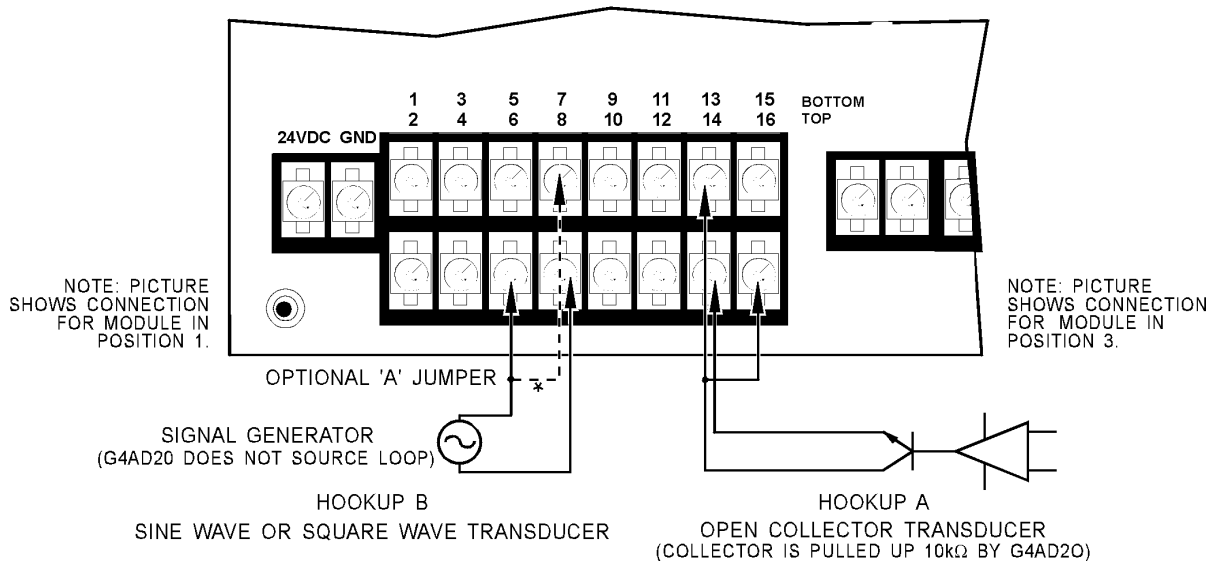 1 3 5 7 9 11 13 15 BOTTOM
2 4 6 8 10 12 14 16 TOP
24VDC GND
NOTE: PICTURE
SHOWS CONNECTION
FOR MODULE IN
POSITION 1.
NOTE: PICTURE
SHOWS CONNECTION
FOR MODULE IN
POSITION 3.
OPTIONAL 'A' JUMPER
*
SIGNAL GENERATOR
(G4AD20 DOES NOT SOURCE LOOP)
HOOKUP B
SINE WAVE OR SQUARE WAVE TRANSDUCER
HOOKUP A
OPEN COLLECTOR TRANSDUCER
(COLLECTOR IS PULLED UP 10kΩ BY G4AD2O)